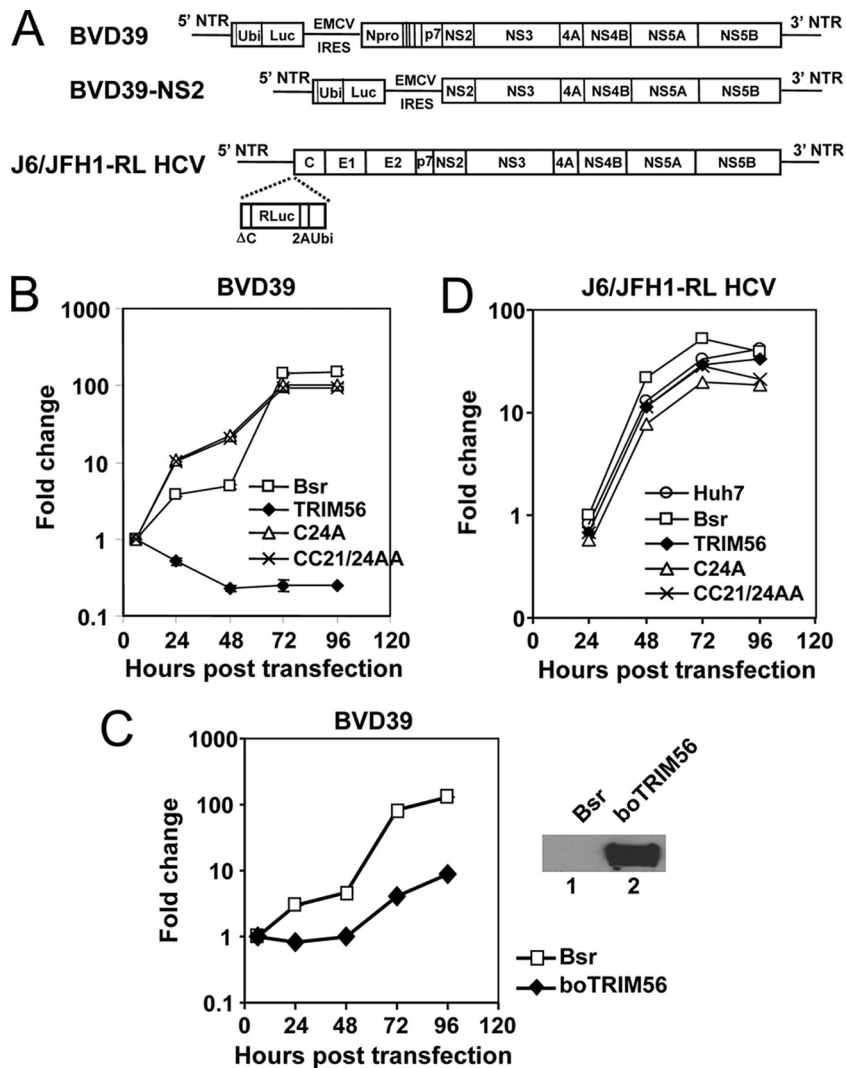 A
BVD39
5' NTR
Ubi Luc
EMCV
IRES
Npro p7 NS2 NS3 4A NS4B NS5A NS5B
3' NTR
BVD39-NS2
5' NTR
Ubi Luc
EMCV
IRES
NS2 NS3 4A NS4B NS5A NS5B
3' NTR
J6/JFH1-RL HCV
5' NTR
C E1 E2 p7 NS2 NS3 4A NS4B NS5A NS5B
3' NTR
RLuc
ΔC 2AUbi
B
BVD39
Fold change
1000
100
10
1
0.1
0 24 48 72 96 120
Hours post transfection
Bsr
TRIM56
C24A
CC21/24AA
D
J6/JFH1-RL HCV
Fold change
100
10
1
0
0 24 48 72 96 120
Hours post transfection
Huh7
Bsr
TRIM56
C24A
CC21/24AA
C
BVD39
Fold change
1000
100
10
1
0.1
0 24 48 72 96 120
Hours post transfection
Bsr
boTRIM56
1 2
Bsr
boTRIM56